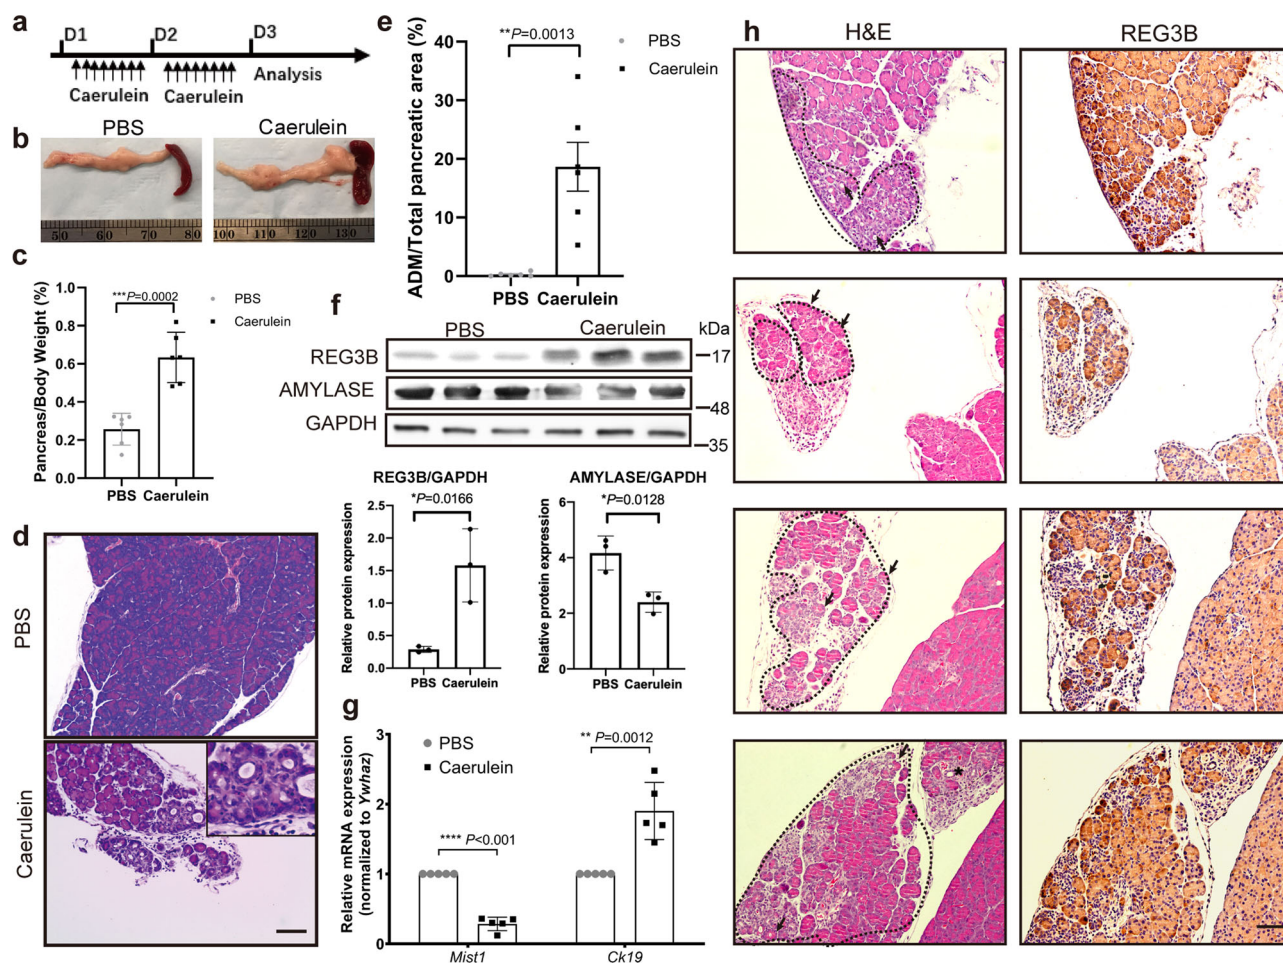 a
D1 D2 D3
Caerulein Caerulein Analysis
b
PBS Caerulein
50 60 70 80 100 110 120 130
c
Pancreas/Body Weight (%)
1.0
0.8
0.6
0.4
0.2
0.0
***P=0.0002
PBS
Caerulein
PBS Caerulein
d
PBS
Caerulein
e
ADM/Total pancreatic area (%)
40
30
20
10
0
**P=0.0013
PBS
Caerulein
PBS Caerulein
f
PBS Caerulein kDa
REG3B 17
AMYLASE
48
GAPDH
35
REG3B/GAPDH
*P=0.0166
Relative protein expression
2.5
2.0
1.5
1.0
0.5
0.0
PBS Caerulein
AMYLASE/GAPDH
*P=0.0128
Relative protein expression
6
4
2
0
PBS Caerulein
g
Relative mRNA expression
(normalized to Ywhaz)
3
2
1
0
PBS
Caerulein
**** P<0.001
** P=0.0012
Mist1 Ck19
h
H&E REG3B
*